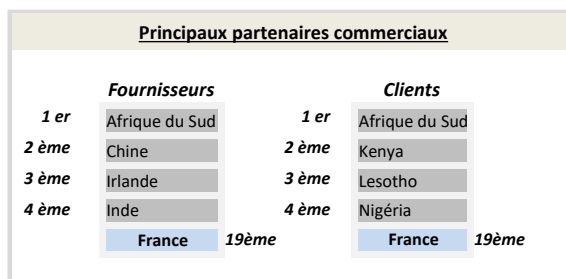 Principaux partenaires commerciaux
Fournisseurs Clients
1 er Afrique du Sud 1 er Afrique du Sud
2 ème Chine 2 ème Kenya
3 ème Irlande 3 ème Lesotho
4 ème Inde 4 ème Nigéria
France 19ème France 19ème